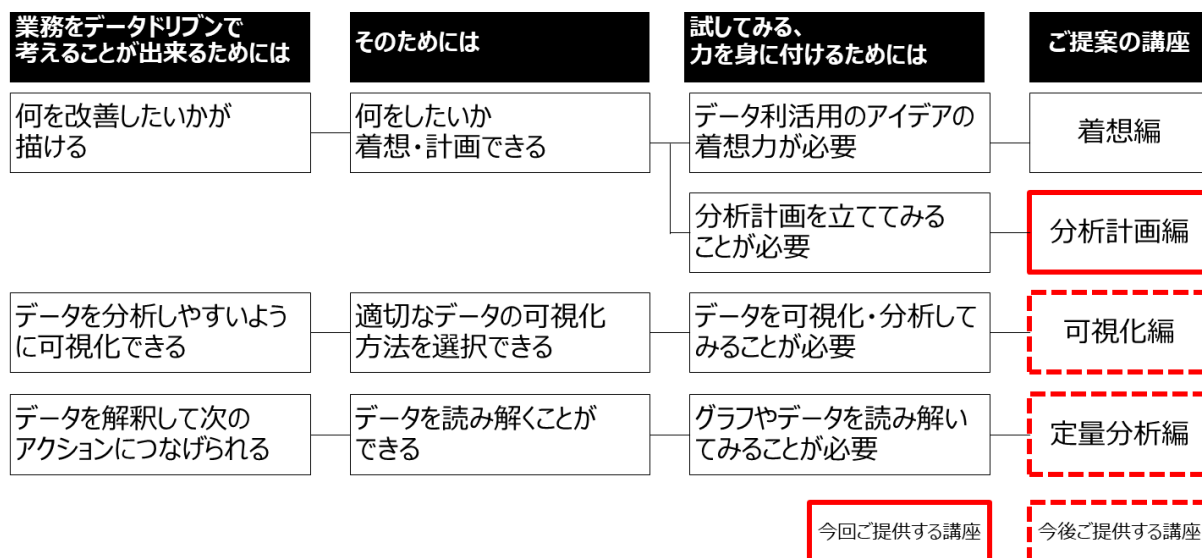 業務をデータドリブンで
考えることが出来るためには
そのためには
試してみる、
力を身に付けるためには
ご提案の講座
何を改善したいかが
描ける
何をしたいか
着想・計画できる
データ利活用のアイデアの
着想力が必要
着想編
分析計画を立ててみる
ことが必要
分析計画編
データを分析しやすいよう
に可視化できる
適切なデータの可視化
方法を選択できる
データを可視化・分析して
みることが必要
可視化編
データを解釈して次の
アクションにつなげられる
データを読み解くことが
できる
グラフやデータを読み解い
てみることが必要
定量分析編
今回ご提供する講座
今後ご提供する講座